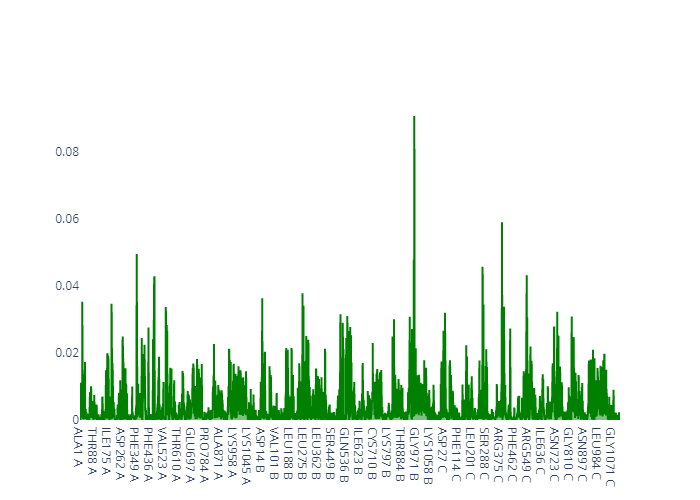 0.08
0.06
0.04
0.02
0
ALA1 A
THR88 A
ILE175 A
ASP262 A
PHE349 A
PHE436 A
VAL523 A
THR610 A
GLU697 A
PRO784 A
ALA871 A
LYS958 A
LYS1045 A
ASP14 B
VAL101 B
LEU188 B
LEU275 B
LEU362 B
SER449 B
GLN536 B
ILE623 B
CYS710 B
LYS797 B
THR884 B
GLY971 B
LYS1058 B
ASP27 C
PHE114 C
LEU201 C
SER288 C
ARG375 C
PHE462 C
ARG549 C
ILE636 C
ASN723 C
GLY810 C
ASN897 C
LEU984 C
GLY1071 C